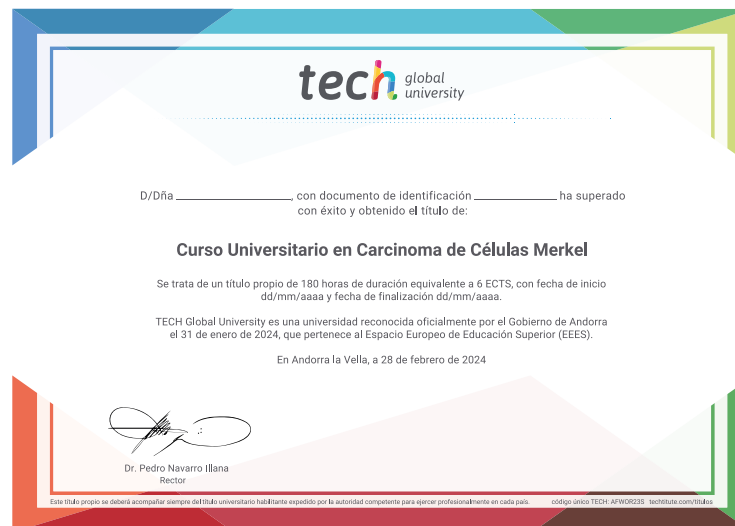 tech global university
D/Dña ____________________, con documento de identificación ______________ ha superado
con éxito y obtenido el título de:
Curso Universitario en Carcinoma de Células Merkel
Se trata de un título propio de 180 horas de duración equivalente a 6 ECTS, con fecha de inicio
dd/mm/aaaa y fecha de finalización dd/mm/aaaa.
TECH Global University es una universidad reconocida oficialmente por el Gobierno de Andorra
el 31 de enero de 2024, que pertenece al Espacio Europeo de Educación Superior (EEES).
En Andorra la Vella, a 28 de febrero de 2024
Dr. Pedro Navarro Illana
Rector
Este título propio se deberá acompañar siempre del título universitario habilitante expedido por la autoridad competente para ejercer profesionalmente en cada país. código único TECH: AFWOR23S techtitute.com/titulos